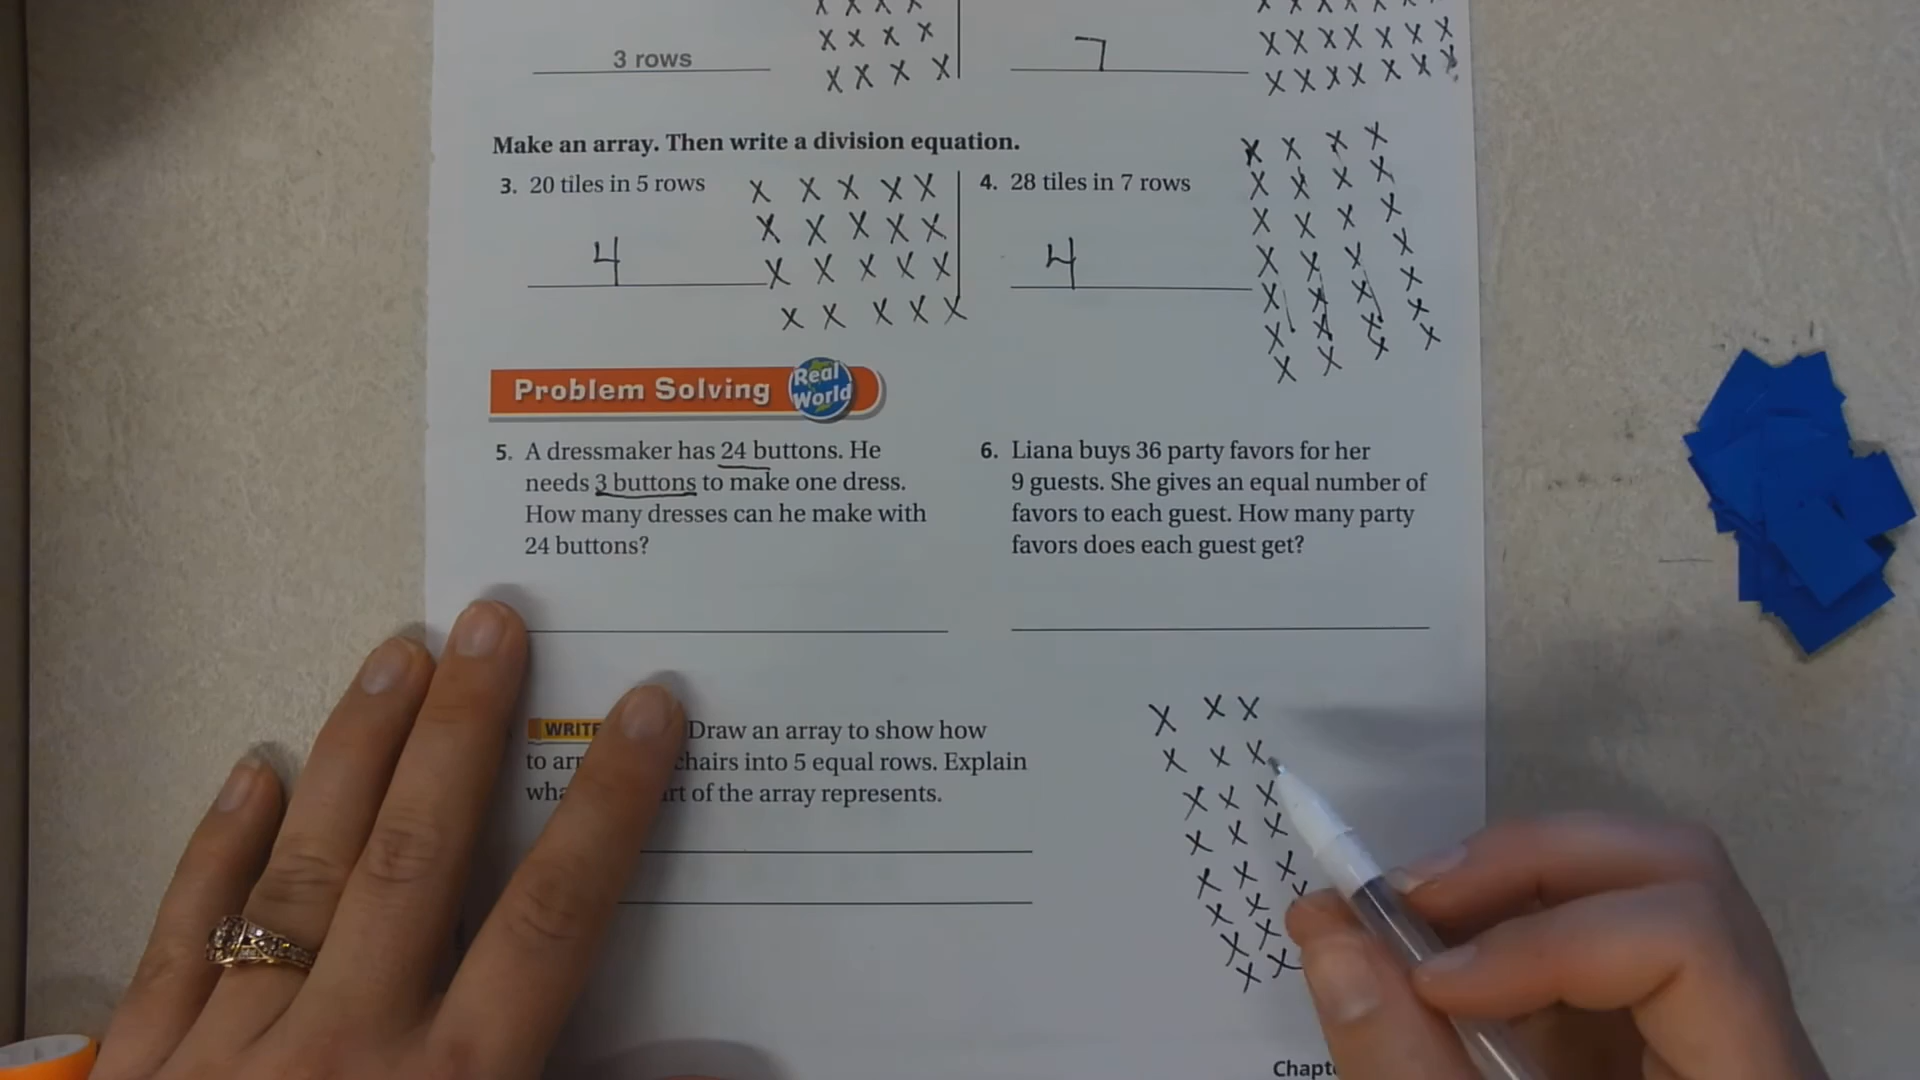 3 rows
7
Make an array. Then write a division equation.
3. 20 tiles in 5 rows
4
4. 28 tiles in 7 rows
4
Problem Solving Real World
5. A dressmaker has 24 buttons. He
needs 3 buttons to make one dress.
How many dresses can he make with
24 buttons?
6. Liana buys 36 party favors for her
9 guests. She gives an equal number of
favors to each guest. How many party
favors does each guest get?
WRITE Draw an array to show how
to chairs into 5 equal rows. Explain
of the array represents.
X X X
X X X
X X X
X X X
X X X
X X X
X X
X X